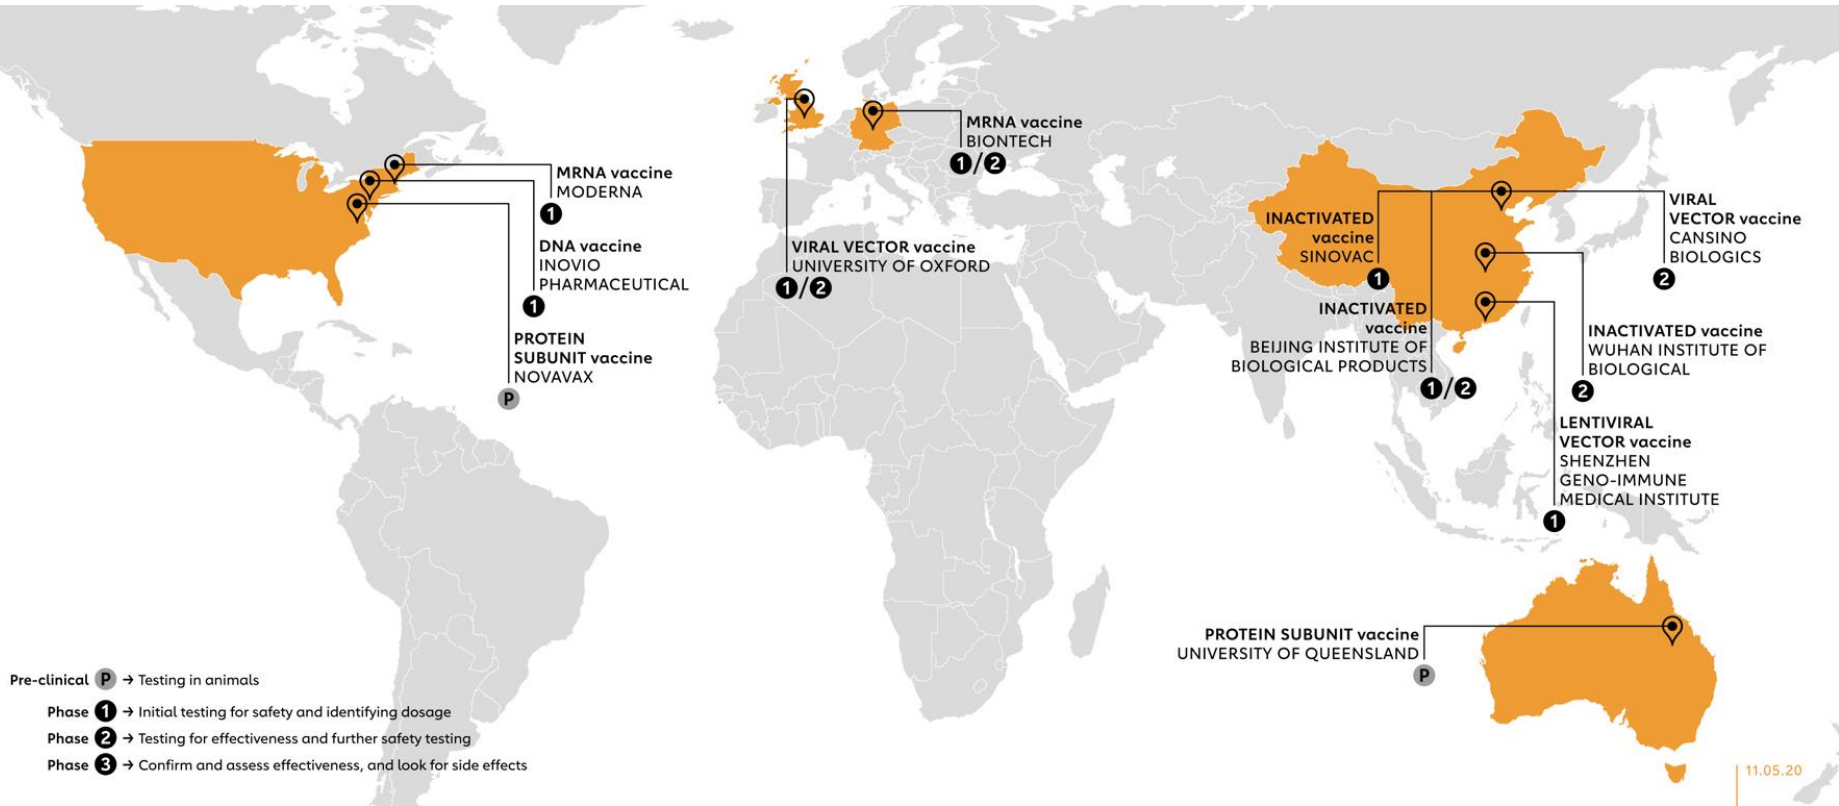 MRNA vaccine
MODERNA
1
DNA vaccine
INOVIO
PHARMACEUTICAL
1
PROTEIN
SUBUNIT vaccine
NOVAVAX
P
VIRAL VECTOR vaccine
UNIVERSITY OF OXFORD
1/2
MRNA vaccine
BIONTECH
1/2
INACTIVATED
vaccine
SINOVAC
1
INACTIVATED
vaccine
BEIJING INSTITUTE OF
BIOLOGICAL PRODUCTS
1/2
VIRAL
VECTOR vaccine
CANSINO
BIOLOGICS
2
INACTIVATED vaccine
WUHAN INSTITUTE OF
BIOLOGICAL
2
LENTIVIRAL
VECTOR vaccine
SHENZHEN
GENO-IMMUNE
MEDICAL INSTITUTE
1
PROTEIN SUBUNIT vaccine
UNIVERSITY OF QUEENSLAND
P
Pre-clinical P → Testing in animals
Phase 1 → Initial testing for safety and identifying dosage
Phase 2 → Testing for effectiveness and further safety testing
Phase 3 → Confirm and assess effectiveness, and look for side effects
11.05.20